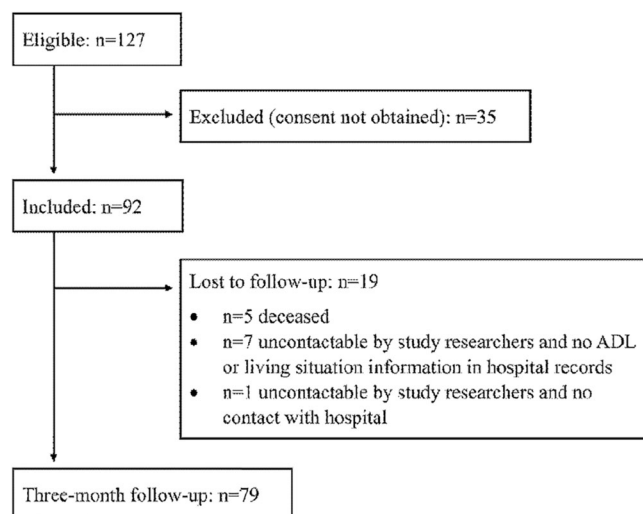 Eligible: n=127
Excluded (consent not obtained): n=35
Included: n=92
Lost to follow-up: n=19
• n=5 deceased
• n=7 uncontactable by study researchers and no ADL
or living situation information in hospital records
• n=1 uncontactable by study researchers and no
contact with hospital
Three-month follow-up: n=79